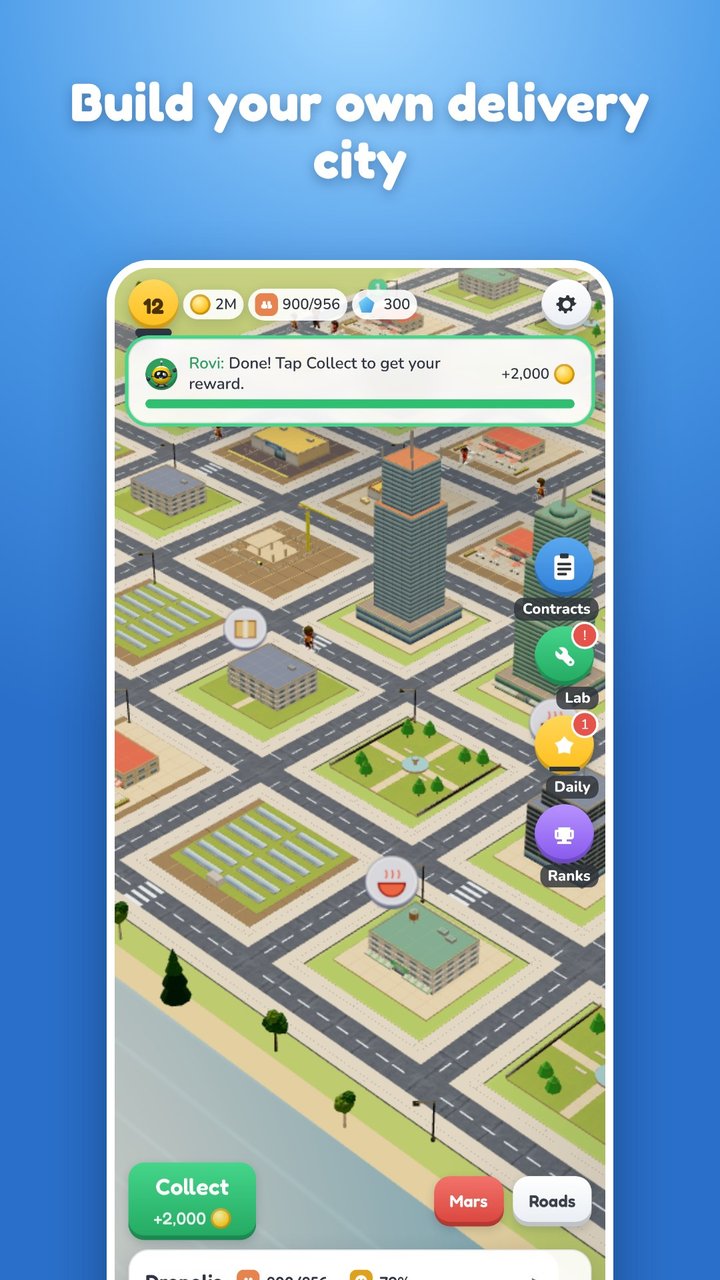 Build your own delivery
city
12
2M
900/956
300
Rovi: Done! Tap Collect to get your
reward.
+2,000
Contracts
!
Lab
1
Daily
Ranks
Collect
+2,000
Mars
Roads